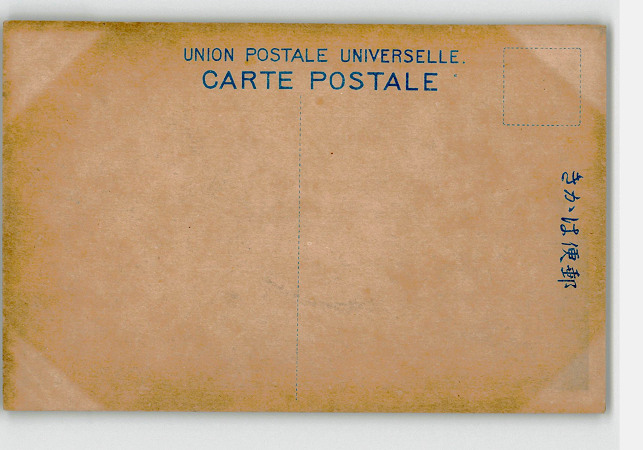 UNION POSTALE UNIVERSELLE.
CARTE POSTALE
きかは便郵